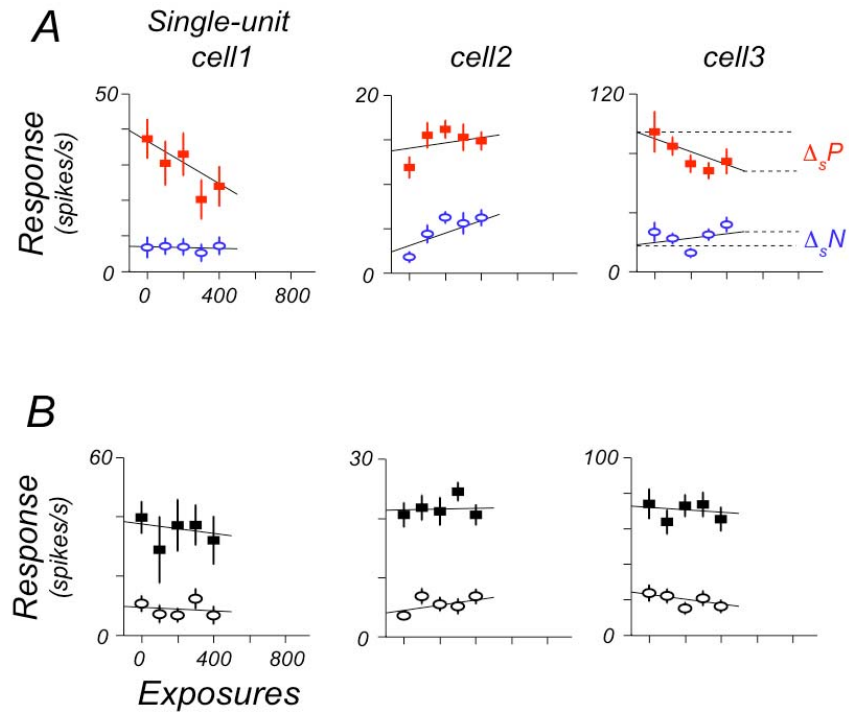 A
Single-unit
cell1
cell2
cell3
Response
(spikes/s)
50
0
0 400 800
20
0
120
0
ΔsP
ΔsN
B
Response
(spikes/s)
60
0
0 400 800
30
0
100
0
Exposures